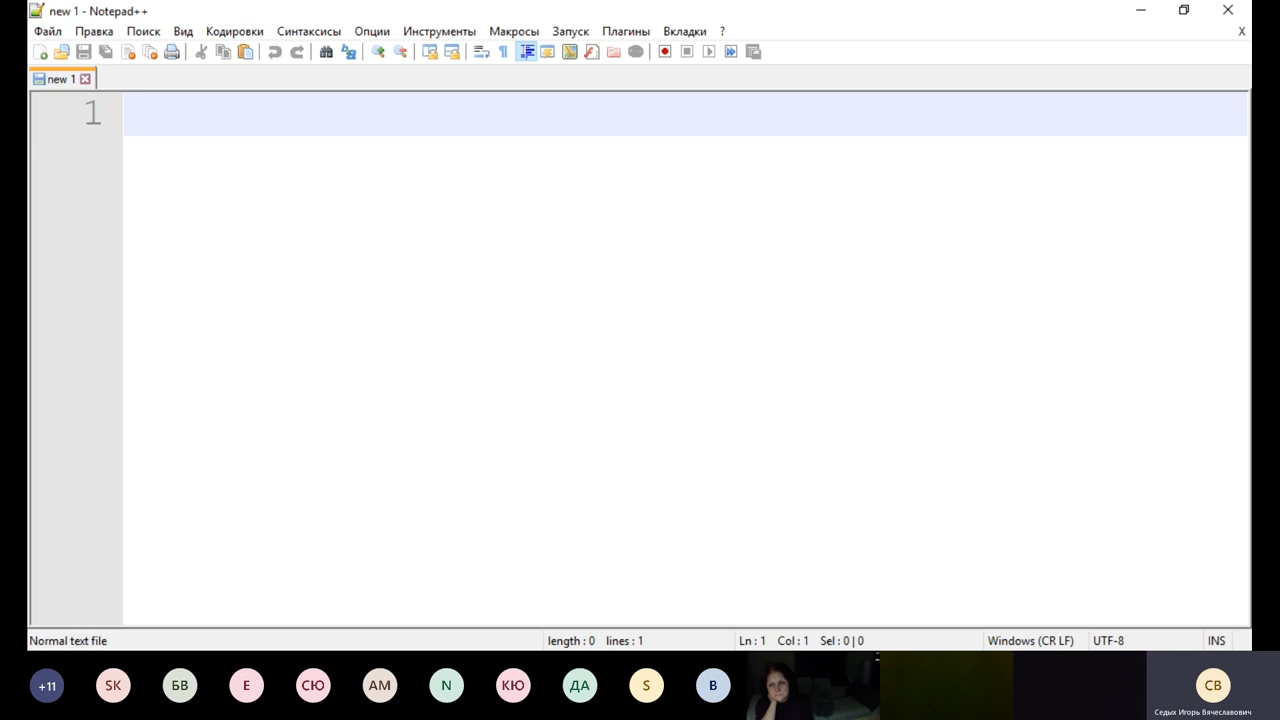 new 1 - Notepad++
Файл Правка Поиск Вид Кодировки Синтаксисы Опции Инструменты Макросы Запуск Плагины Вкладки ? X
new 1
1
Normal text file length : 0 lines : 1 Ln : 1 Col : 1 Sel : 0 | 0 Windows (CR LF) UTF-8 INS
+11 SK БВ Е СЮ АМ N КЮ ДА S В СВ
Седых Игорь Вячеславович